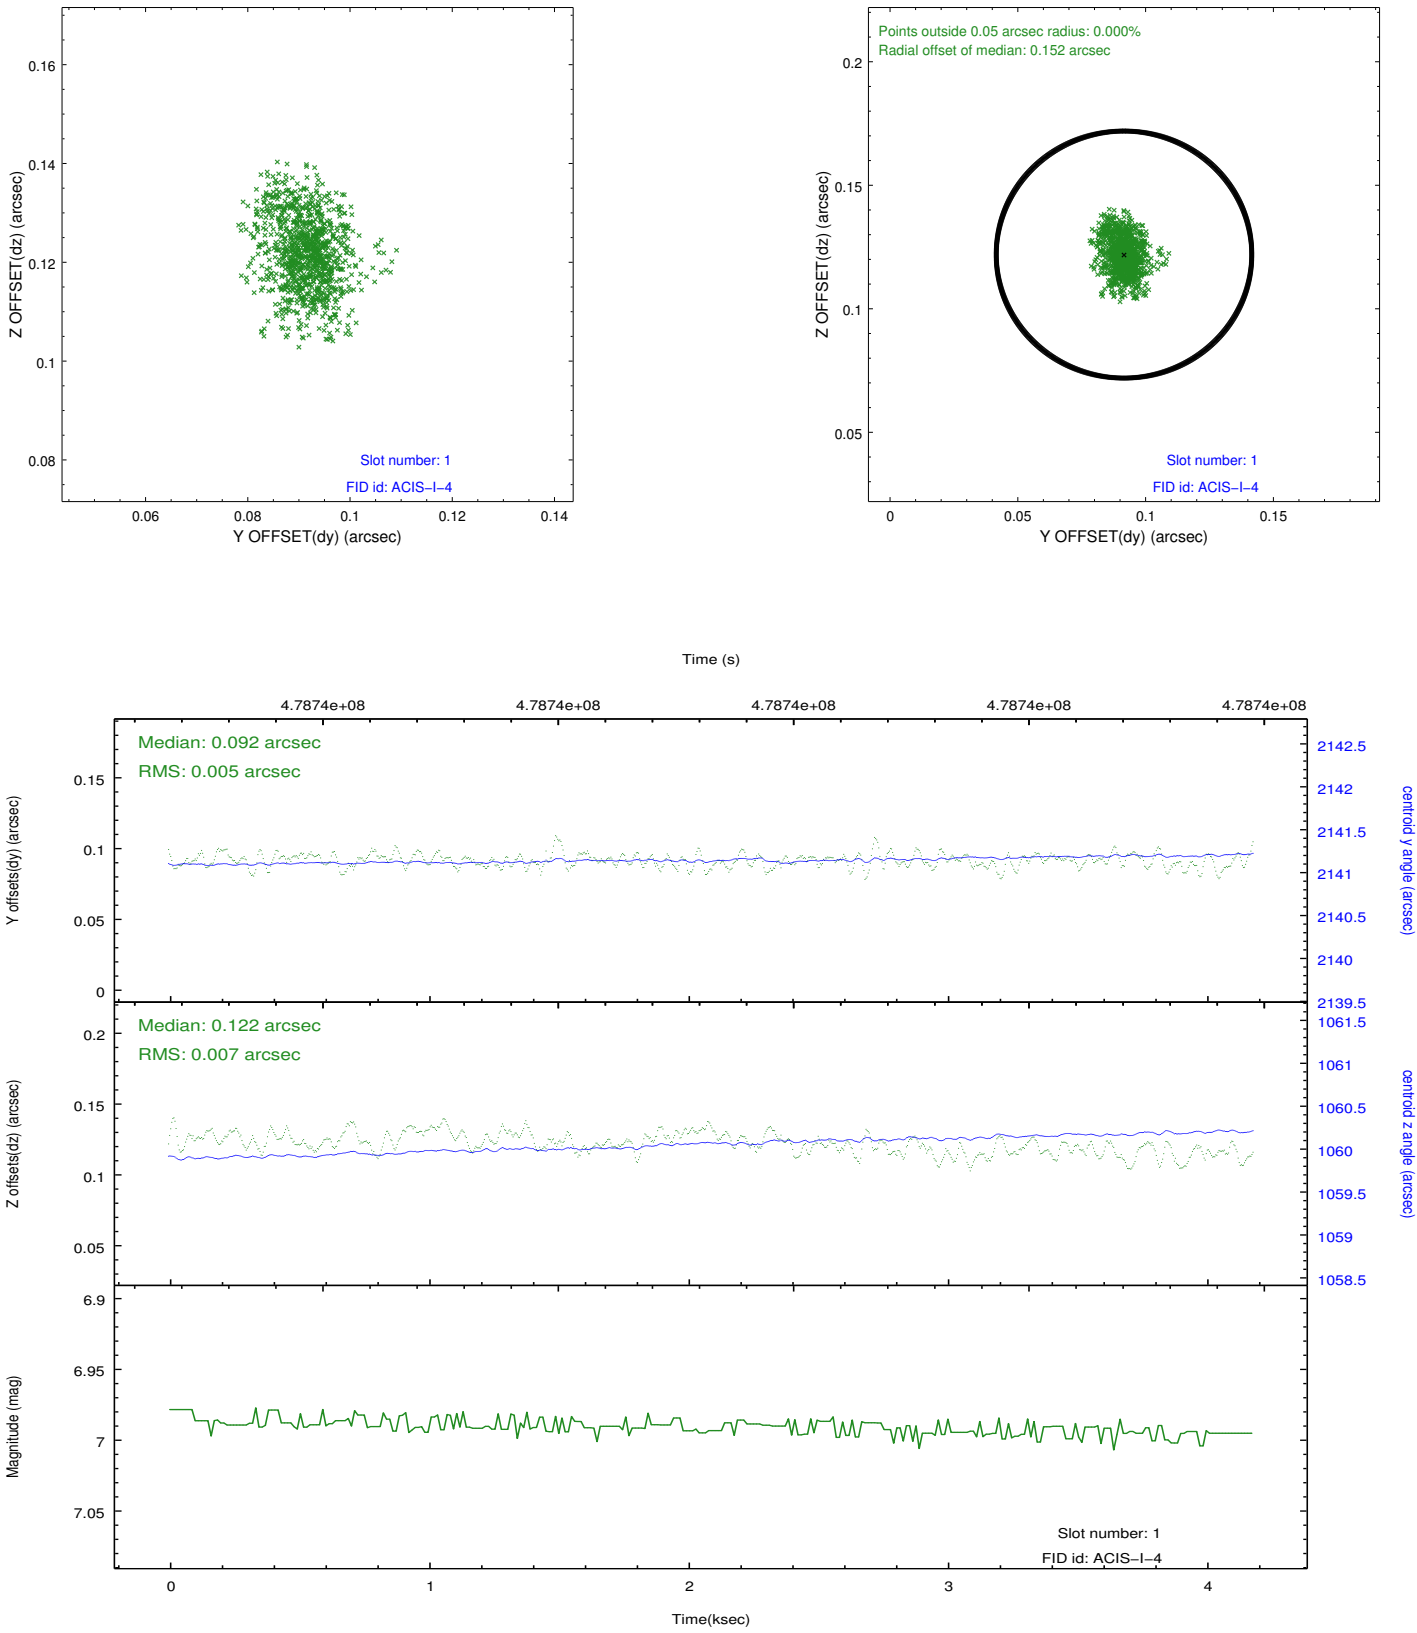 0.16
0.14
0.12
0.1
0.08
Z OFFSET(dz) (arcsec)
Slot number: 1
FID id: ACIS-I-4
0.06
0.08
0.1
0.12
0.14
Y OFFSET(dy) (arcsec)
Points outside 0.05 arcsec radius: 0.000%
Radial offset of median: 0.152 arcsec
0.2
0.15
0.1
0.05
Z OFFSET(dz) (arcsec)
Slot number: 1
FID id: ACIS-I-4
0
0.05
0.1
0.15
Y OFFSET(dy) (arcsec)
Time (s)
4.7874e+08
4.7874e+08
4.7874e+08
4.7874e+08
4.7874e+08
Median: 0.092 arcsec
RMS: 0.005 arcsec
0.15
0.1
0.05
0
Y offsets(dy) (arcsec)
2142.5
2142
2141.5
2141
2140.5
2140
2139.5
centroid y angle (arcsec)
Median: 0.122 arcsec
RMS: 0.007 arcsec
0.2
0.15
0.1
0.05
Z offsets(dz) (arcsec)
1061.5
1061
1060.5
1060
1059.5
1059
1058.5
centroid z angle (arcsec)
6.9
6.95
7
7.05
Magnitude (mag)
Slot number: 1
FID id: ACIS-I-4
0
1
2
3
4
Time(ksec)